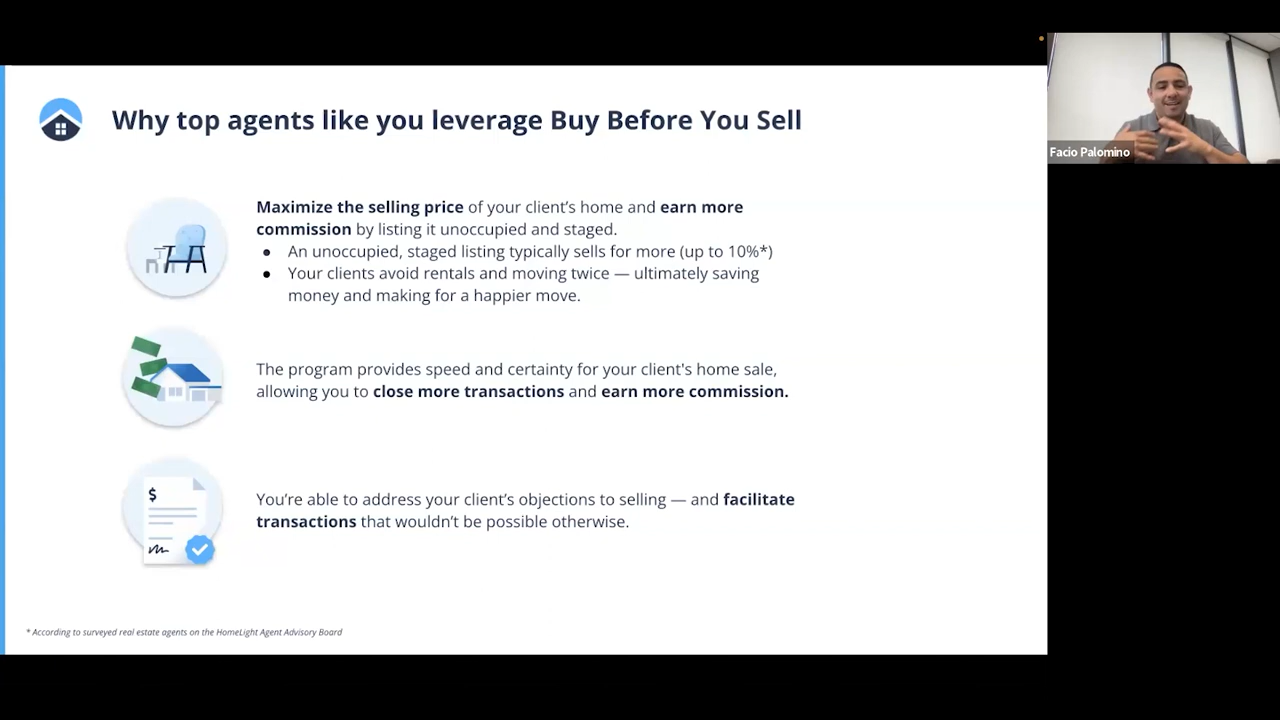 Why top agents like you leverage Buy Before You Sell
Facio Palomino
Maximize the selling price of your client's home and earn more
commission by listing it unoccupied and staged.
● An unoccupied, staged listing typically sells for more (up to 10%*)
● Your clients avoid rentals and moving twice — ultimately saving
money and making for a happier move.
The program provides speed and certainty for your client's home sale,
allowing you to close more transactions and earn more commission.
$
You're able to address your client's objections to selling — and facilitate
transactions that wouldn't be possible otherwise.
* According to surveyed real estate agents on the HomeLight Agent Advisory Board